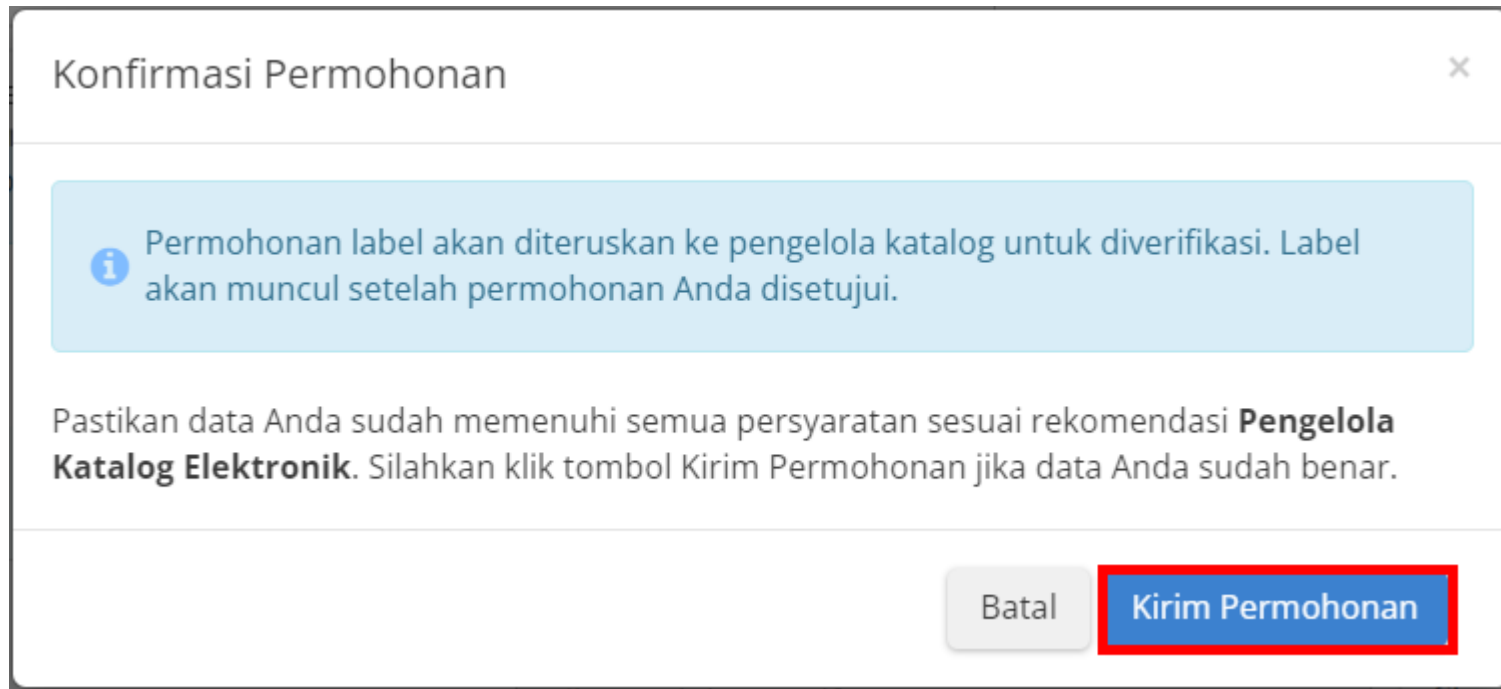 Konfirmasi Permohonan
×
Permohonan label akan diteruskan ke pengelola katalog untuk diverifikasi. Label
akan muncul setelah permohonan Anda disetujui.
Pastikan data Anda sudah memenuhi semua persyaratan sesuai rekomendasi Pengelola
Katalog Elektronik. Silahkan klik tombol Kirim Permohonan jika data Anda sudah benar.
Batal Kirim Permohonan